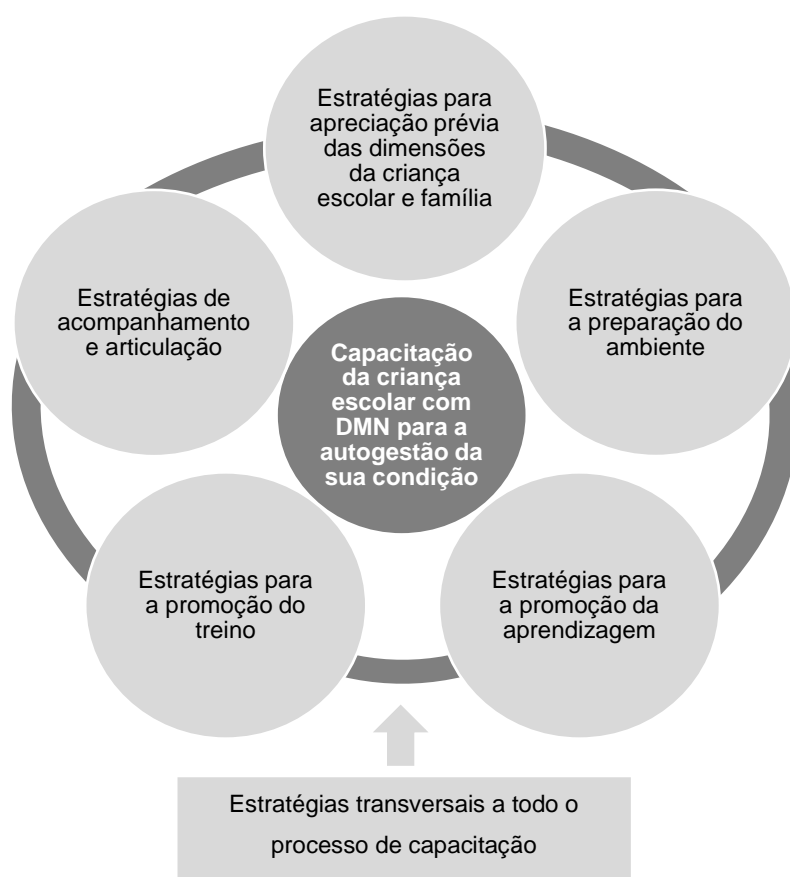 Estratégias para
apreciação prévia
das dimensões
da criança
escolar e família
Estratégias de
acompanhamento
e articulação
Estratégias para
a preparação do
ambiente
Capacitação
da criança
escolar com
DMN para a
autogestão da
sua condição
Estratégias para
a promoção do
treino
Estratégias para
a promoção da
aprendizagem
Estratégias transversais a todo o
processo de capacitação